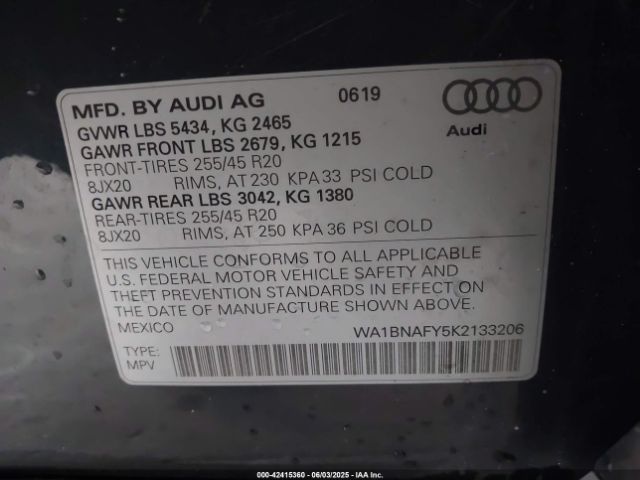 MFD. BY AUDI AG 0619
GVWR LBS 5434, KG 2465
GAWR FRONT LBS 2679, KG 1215
FRONT-TIRES 255/45 R20
8JX20 RIMS, AT 230 KPA 33 PSI COLD
GAWR REAR LBS 3042, KG 1380
REAR-TIRES 255/45 R20
8JX20 RIMS, AT 250 KPA 36 PSI COLD
Audi
THIS VEHICLE CONFORMS TO ALL APPLICABLE
U.S. FEDERAL MOTOR VEHICLE SAFETY AND
THEFT PREVENTION STANDARDS IN EFFECT ON
THE DATE OF MANUFACTURE SHOWN ABOVE.
MEXICO WA1BNAFY5K2133206
TYPE:
MPV
000-42415360 - 06/03/2025 - IAA Inc.